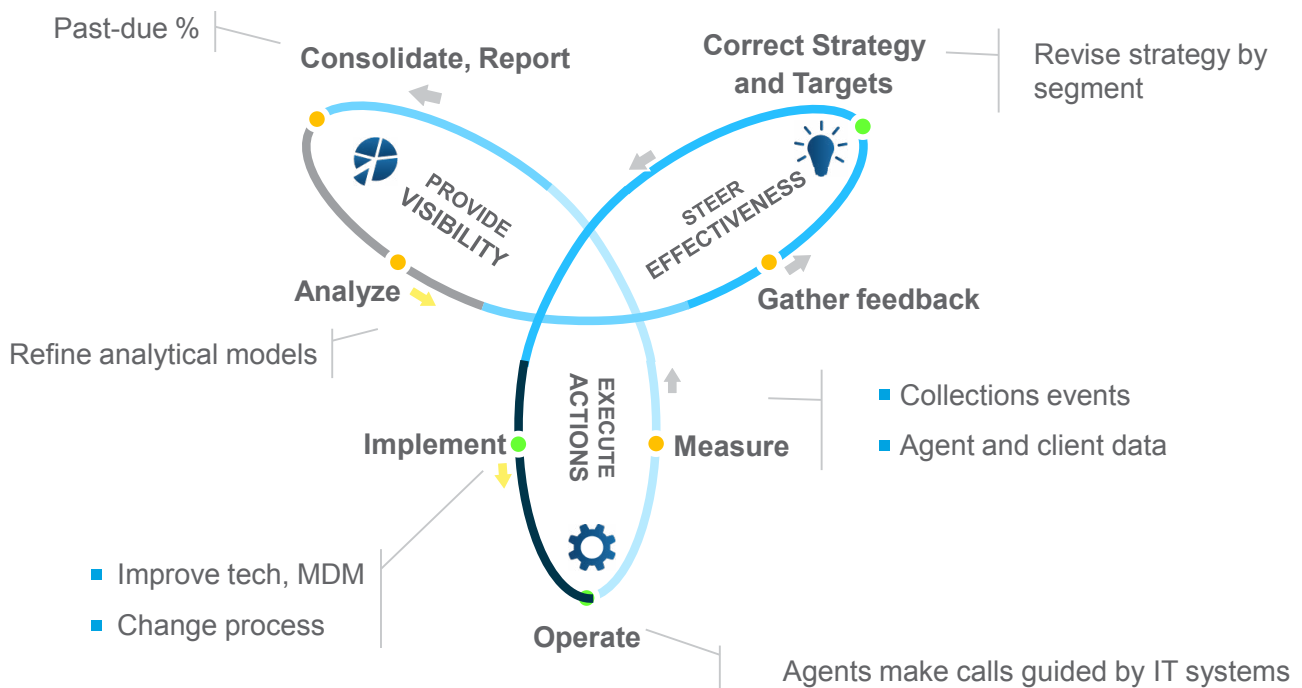 Past-due %
Consolidate, Report
Correct Strategy
and Targets
Revise strategy by
segment
PROVIDE
VISIBILITY
STEER
EFFECTIVENESS
Analyze
Gather feedback
Refine analytical models
EXECUTE
ACTIONS
Implement
Measure
Collections events
Agent and client data
Improve tech, MDM
Change process
Operate
Agents make calls guided by IT systems